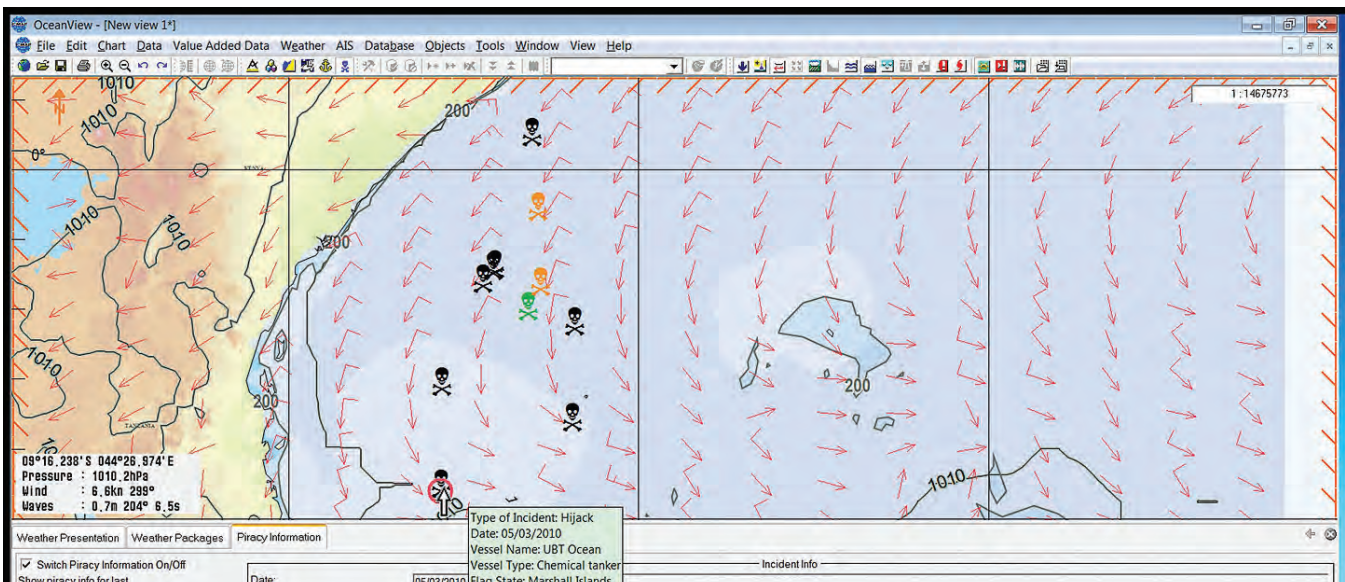 OceanView - [New view 1*]
File Edit Chart Data Value Added Data Weather AIS Database Objects Tools Window View Help
1 : 14675773
1010
200
1010
N
0°
KENYA
1010
1010
200
1010
200
200
TANZANIA
10
1010
09°16,238'S 044°26,974'E
Pressure : 1010.2hPa
Wind : 6.6kn 299°
Waves : 0.7m 204° 6.5s
Type of Incident: Hijack
Date: 05/03/2010
Vessel Name: UBT Ocean
Vessel Type: Chemical tanker
Flag State: Marshall Islands
Weather Presentation Weather Packages Piracy Information
Switch Piracy Information On/Off
Incident Info
Show piracy info for last
Date:
05/03/2010